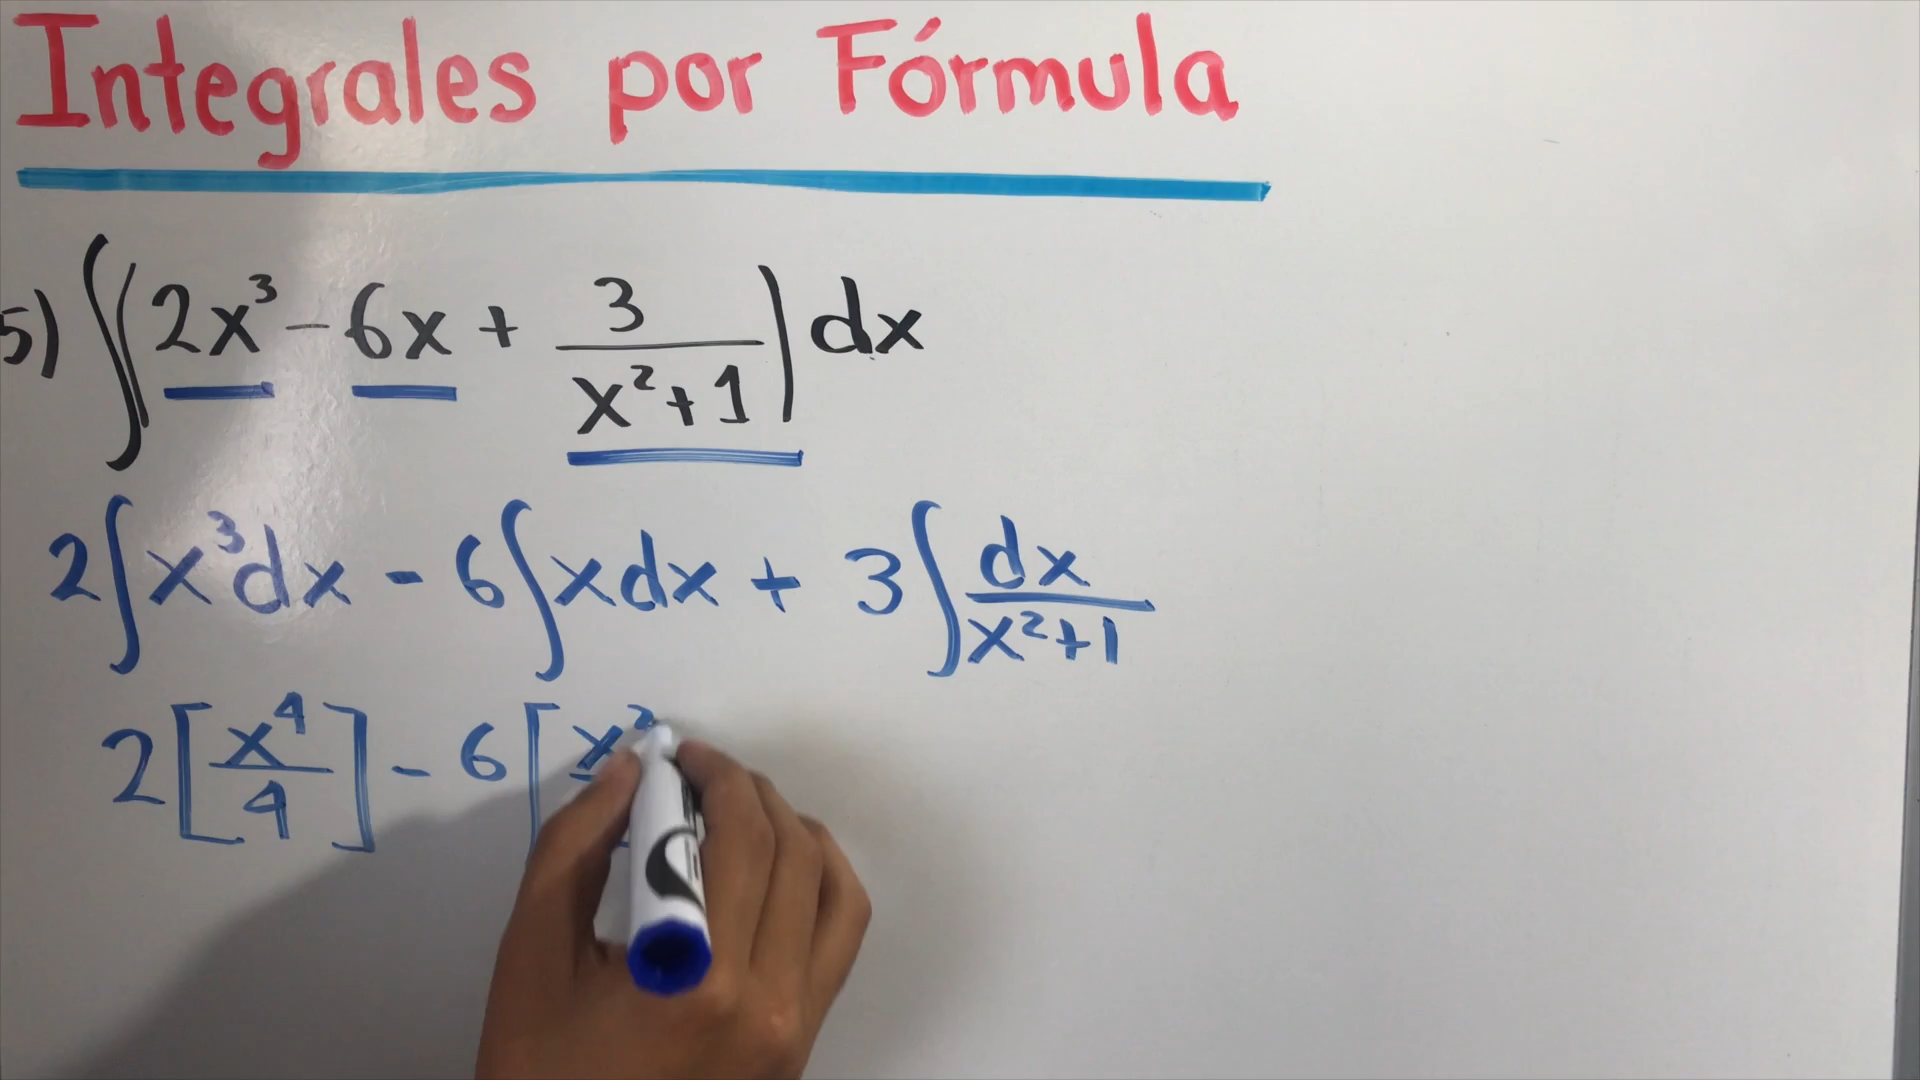 Integrales por Fórmula
5) ∫(2x³ - 6x + 3/(x²+1)) dx
2∫x³dx - 6∫xdx + 3∫dx/(x²+1)
2[x⁴/4] - 6[x²